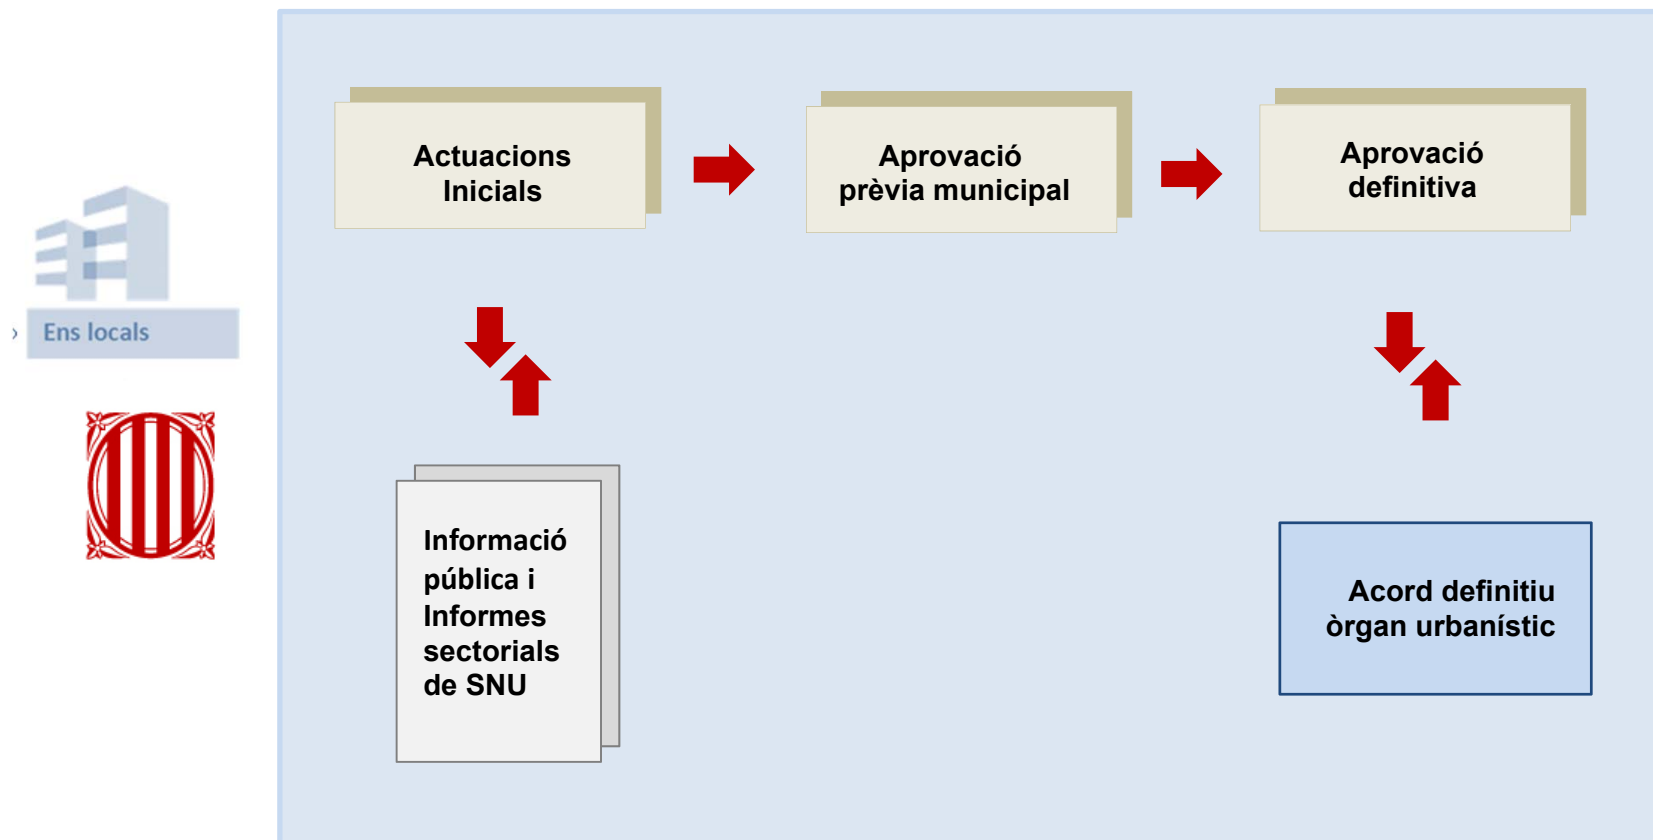 Actuacions
Inicials
Aprovació
prèvia municipal
Aprovació
definitiva
› Ens locals
Informació
pública i
Informes
sectorials
de SNU
Acord definitiu
òrgan urbanístic